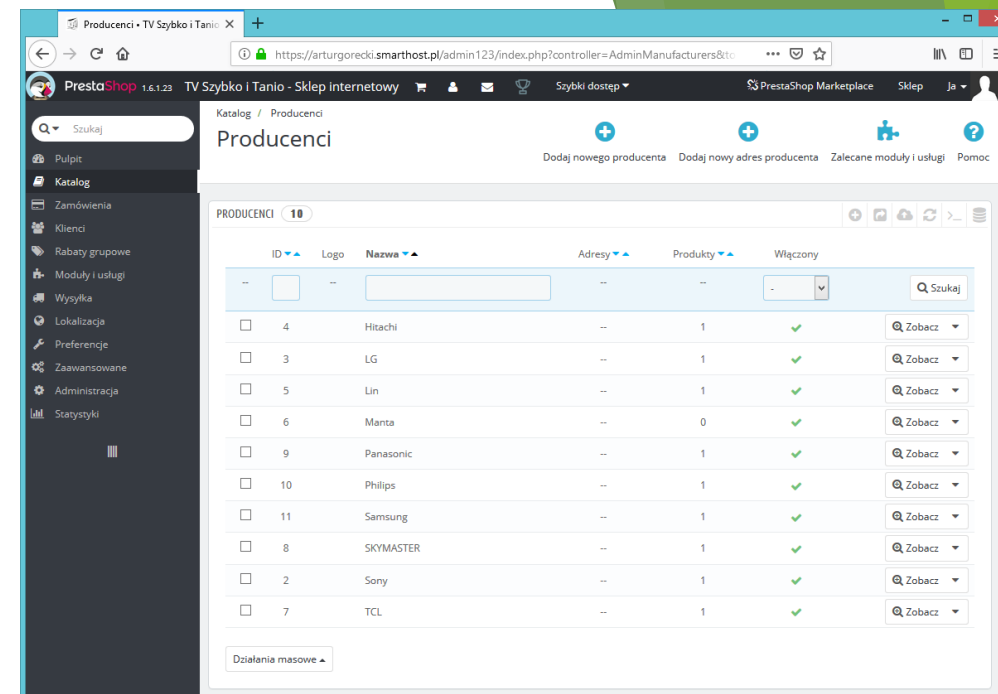 Producenci • TV Szybko i Tanio
https://arturgorecki.smarthost.pl/admin123/index.php?controller=AdminManufacturers&to
PrestaShop 1.6.1.23 TV Szybko i Tanio - Sklep internetowy Szybki dostęp PrestaShop Marketplace Sklep Ja
Szukaj
Pulpit
Katalog
Zamówienia
Klienci
Rabaty grupowe
Moduły i usługi
Wysyłka
Lokalizacja
Preferencje
Zaawansowane
Administracja
Statystyki
Katalog / Producenci
Producenci
Dodaj nowego producenta Dodaj nowy adres producenta Zalecane moduły i usługi Pomoc
PRODUCENCI 10
ID Logo Nazwa Adresy Produkty Włączony
-- -- -- -- - Szukaj
4 Hitachi -- 1 Zobacz
3 LG -- 1 Zobacz
5 Lin -- 1 Zobacz
6 Manta -- 0 Zobacz
9 Panasonic -- 1 Zobacz
10 Philips -- 1 Zobacz
11 Samsung -- 1 Zobacz
8 SKYMASTER -- 1 Zobacz
2 Sony -- 1 Zobacz
7 TCL -- 1 Zobacz
Działania masowe